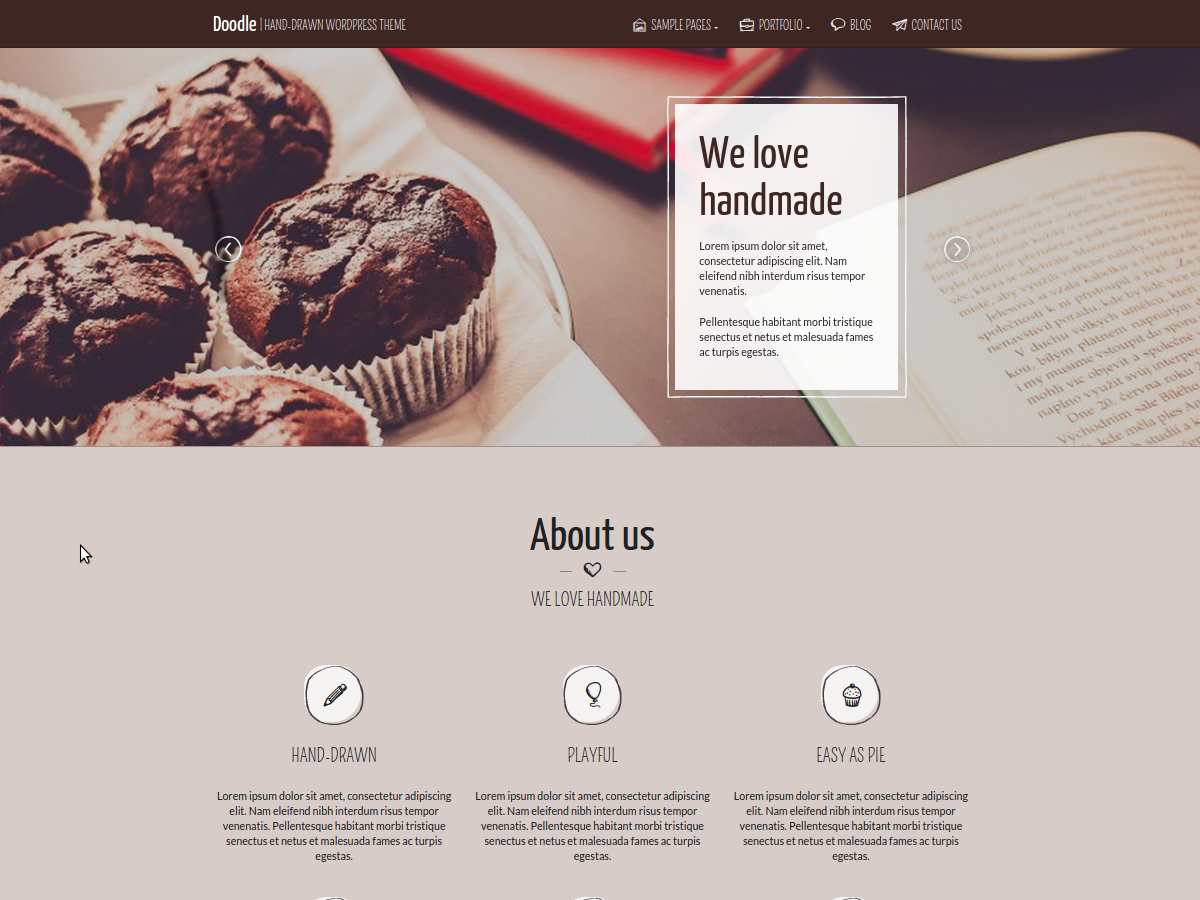 Doodle | HAND-DRAWN WORDPRESS THEME
SAMPLE PAGES
PORTFOLIO
BLOG
CONTACT US
We love
handmade
Lorem ipsum dolor sit amet,
consectetur adipiscing elit. Nam
eleifend nibh interdum risus tempor
venenatis.
Pellentesque habitant morbi tristique
senectus et netus et malesuada fames
ac turpis egestas.
About us
WE LOVE HANDMADE
HAND-DRAWN
Lorem ipsum dolor sit amet, consectetur adipiscing
elit. Nam eleifend nibh interdum risus tempor
venenatis. Pellentesque habitant morbi tristique
senectus et netus et malesuada fames ac turpis
egestas.
PLAYFUL
Lorem ipsum dolor sit amet, consectetur adipiscing
elit. Nam eleifend nibh interdum risus tempor
venenatis. Pellentesque habitant morbi tristique
senectus et netus et malesuada fames ac turpis
egestas.
EASY AS PIE
Lorem ipsum dolor sit amet, consectetur adipiscing
elit. Nam eleifend nibh interdum risus tempor
venenatis. Pellentesque habitant morbi tristique
senectus et netus et malesuada fames ac turpis
egestas.